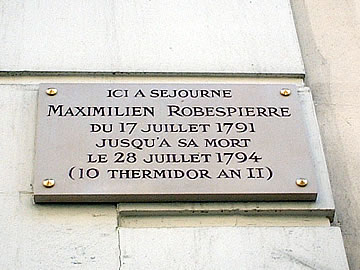 ICI A SEJOURNE
MAXIMILIEN ROBESPIERRE
DU 17 JUILLET 1791
JUSQU'A SA MORT
LE 28 JUILLET 1794
(10 THERMIDOR AN II)